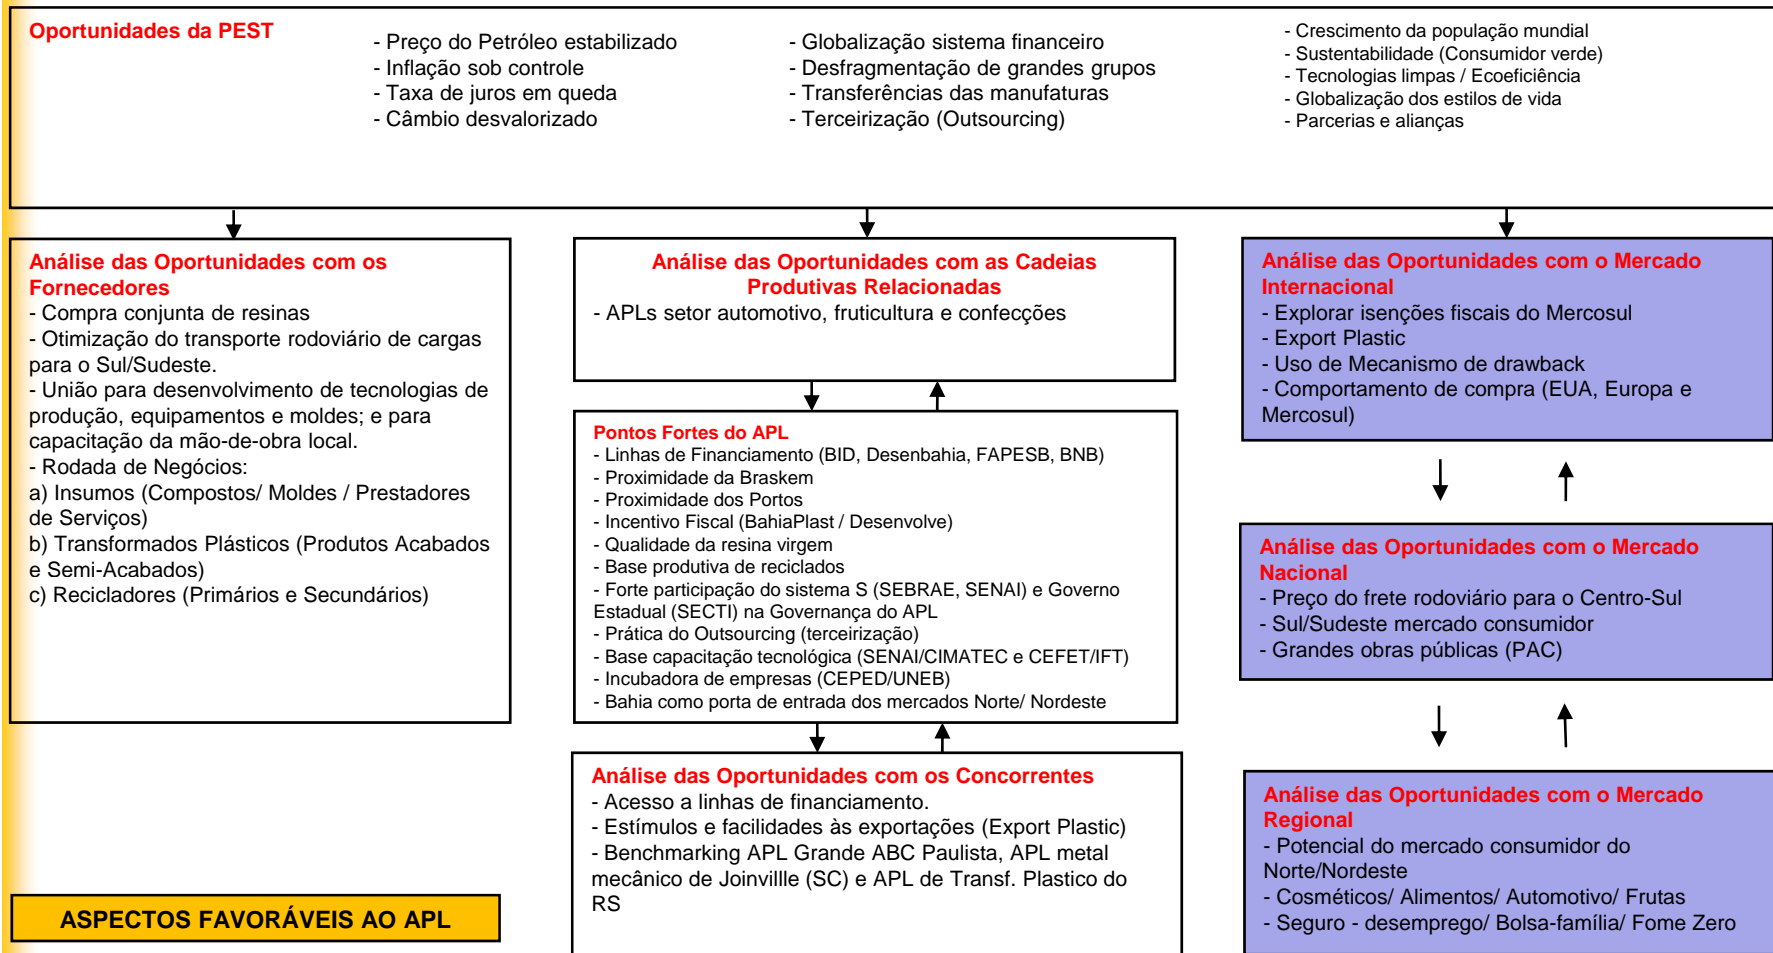 Oportunidades da PEST
- Preço do Petróleo estabilizado
- Inflação sob controle
- Taxa de juros em queda
- Câmbio desvalorizado
- Globalização sistema financeiro
- Desfragmentação de grandes grupos
- Transferências das manufaturas
- Terceirização (Outsourcing)
- Crescimento da população mundial
- Sustentabilidade (Consumidor verde)
- Tecnologias limpas / Ecoeficiência
- Globalização dos estilos de vida
- Parcerias e alianças
Análise das Oportunidades com os
Fornecedores
- Compra conjunta de resinas
- Otimização do transporte rodoviário de cargas
para o Sul/Sudeste.
- União para desenvolvimento de tecnologias de
produção, equipamentos e moldes; e para
capacitação da mão-de-obra local.
- Rodada de Negócios:
a) Insumos (Compostos/ Moldes / Prestadores
de Serviços)
b) Transformados Plásticos (Produtos Acabados
e Semi-Acabados)
c) Recicladores (Primários e Secundários)
Análise das Oportunidades com as Cadeias
Produtivas Relacionadas
- APLs setor automotivo, fruticultura e confecções
Pontos Fortes do APL
- Linhas de Financiamento (BID, Desenbahia, FAPESB, BNB)
- Proximidade da Braskem
- Proximidade dos Portos
- Incentivo Fiscal (BahiaPlast / Desenvolve)
- Qualidade da resina virgem
- Base produtiva de reciclados
- Forte participação do sistema S (SEBRAE, SENAI) e Governo
Estadual (SECTI) na Governança do APL
- Prática do Outsourcing (terceirização)
- Base capacitação tecnológica (SENAI/CIMATEC e CEFET/IFT)
- Incubadora de empresas (CEPED/UNEB)
- Bahia como porta de entrada dos mercados Norte/ Nordeste
Análise das Oportunidades com os Concorrentes
- Acesso a linhas de financiamento.
- Estímulos e facilidades às exportações (Export Plastic)
- Benchmarking APL Grande ABC Paulista, APL metal
mecânico de Joinvillle (SC) e APL de Transf. Plastico do
RS
Análise das Oportunidades com o Mercado
Internacional
- Explorar isenções fiscais do Mercosul
- Export Plastic
- Uso de Mecanismo de drawback
- Comportamento de compra (EUA, Europa e
Mercosul)
Análise das Oportunidades com o Mercado
Nacional
- Preço do frete rodoviário para o Centro-Sul
- Sul/Sudeste mercado consumidor
- Grandes obras públicas (PAC)
Análise das Oportunidades com o Mercado
Regional
- Potencial do mercado consumidor do
Norte/Nordeste
- Cosméticos/ Alimentos/ Automotivo/ Frutas
- Seguro - desemprego/ Bolsa-família/ Fome Zero
ASPECTOS FAVORÁVEIS AO APL